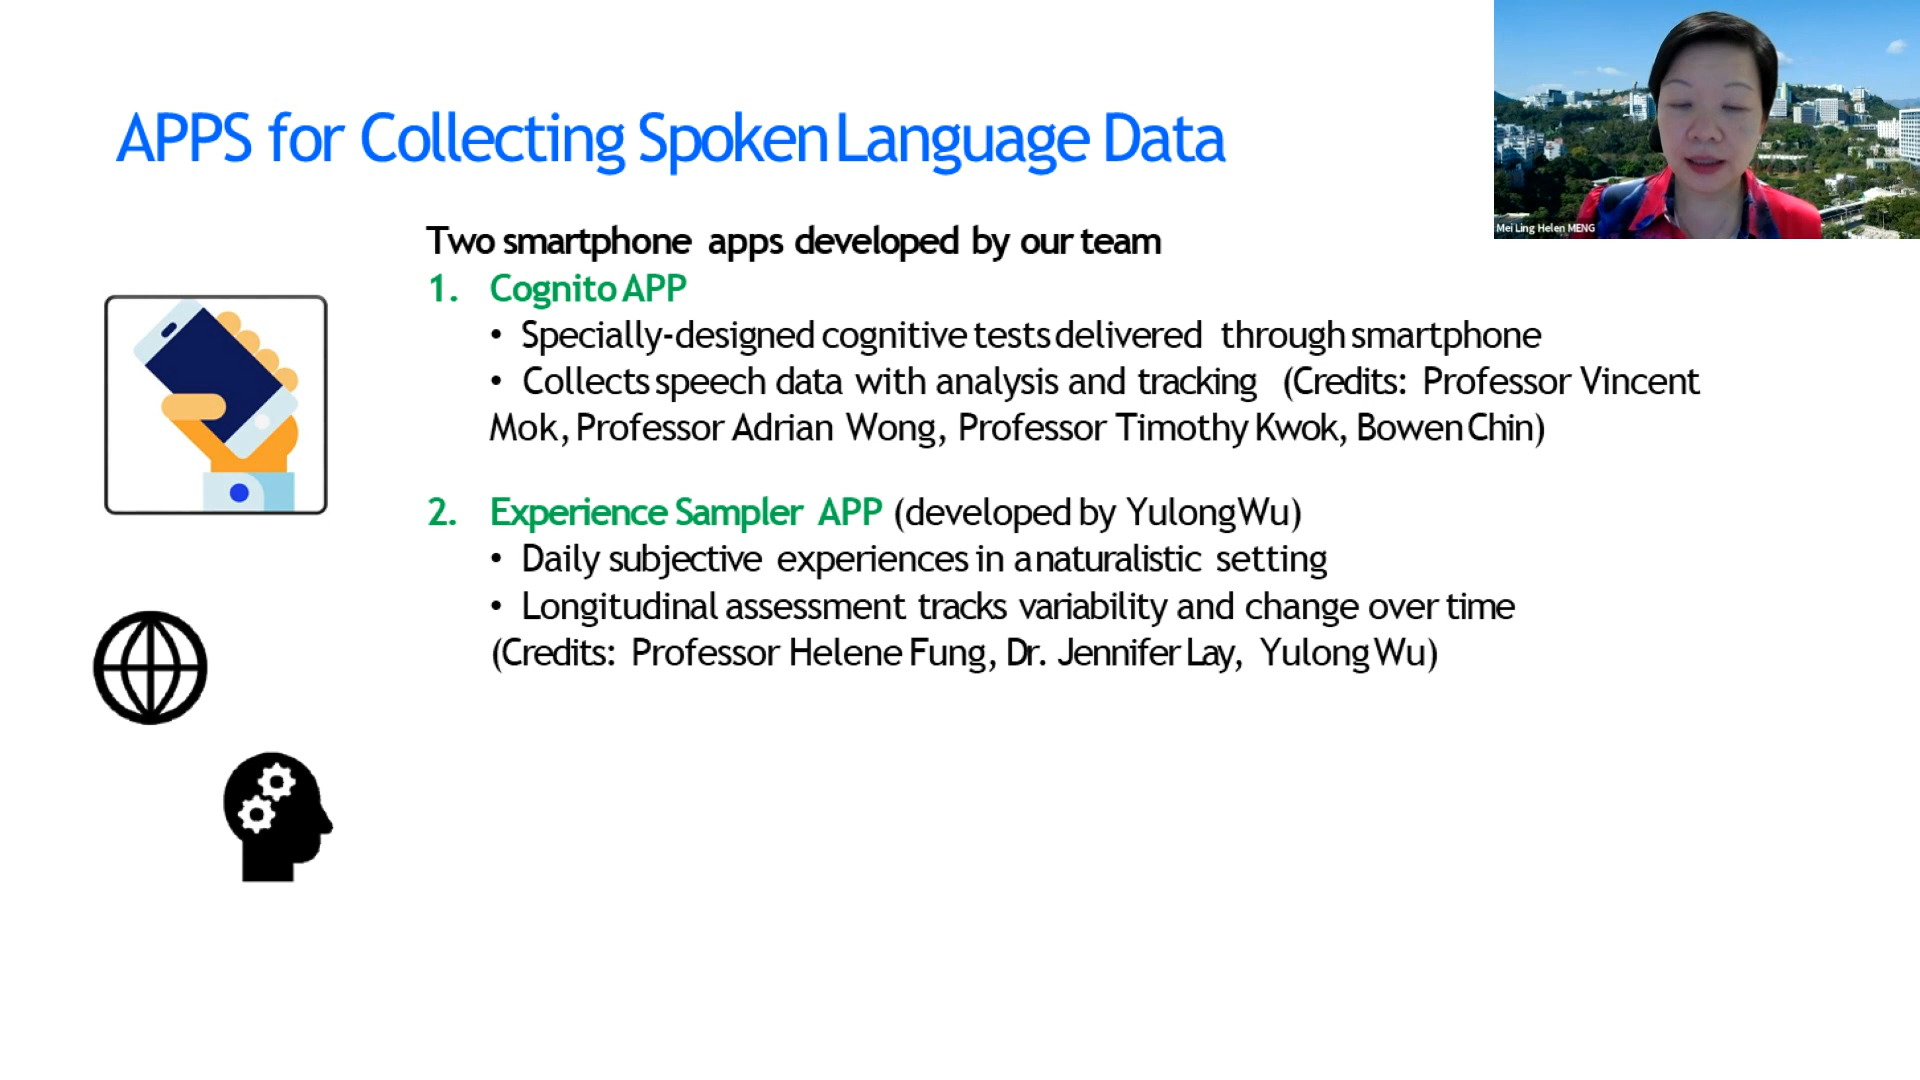 APPS for Collecting Spoken Language Data
Mei Ling Helen MENG
Two smartphone apps developed by our team
1. Cognito APP
• Specially-designed cognitive tests delivered through smartphone
• Collects speech data with analysis and tracking (Credits: Professor Vincent
Mok, Professor Adrian Wong, Professor Timothy Kwok, Bowen Chin)
2. Experience Sampler APP (developed by Yulong Wu)
• Daily subjective experiences in a naturalistic setting
• Longitudinal assessment tracks variability and change over time
(Credits: Professor Helene Fung, Dr. Jennifer Lay, Yulong Wu)